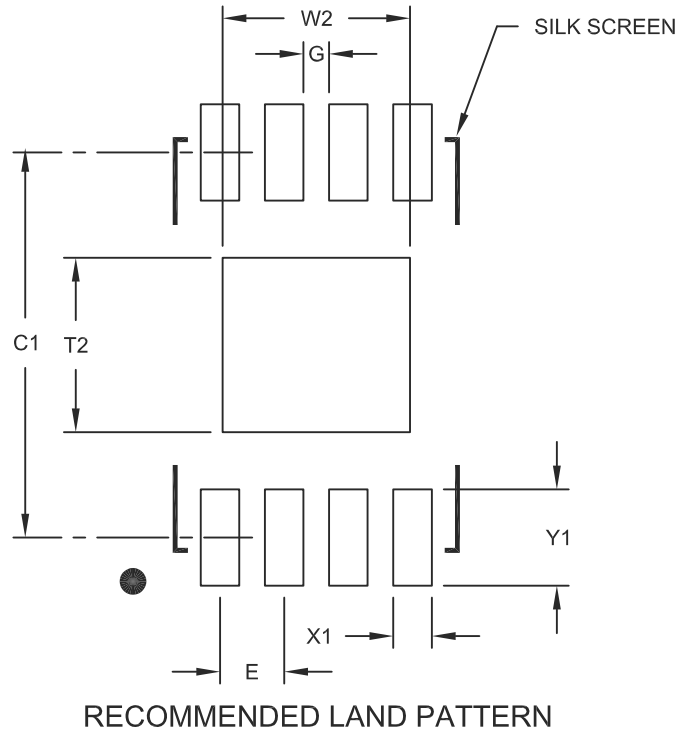 W2
SILK SCREEN
G
C1
T2
Y1
X1
E
RECOMMENDED LAND PATTERN